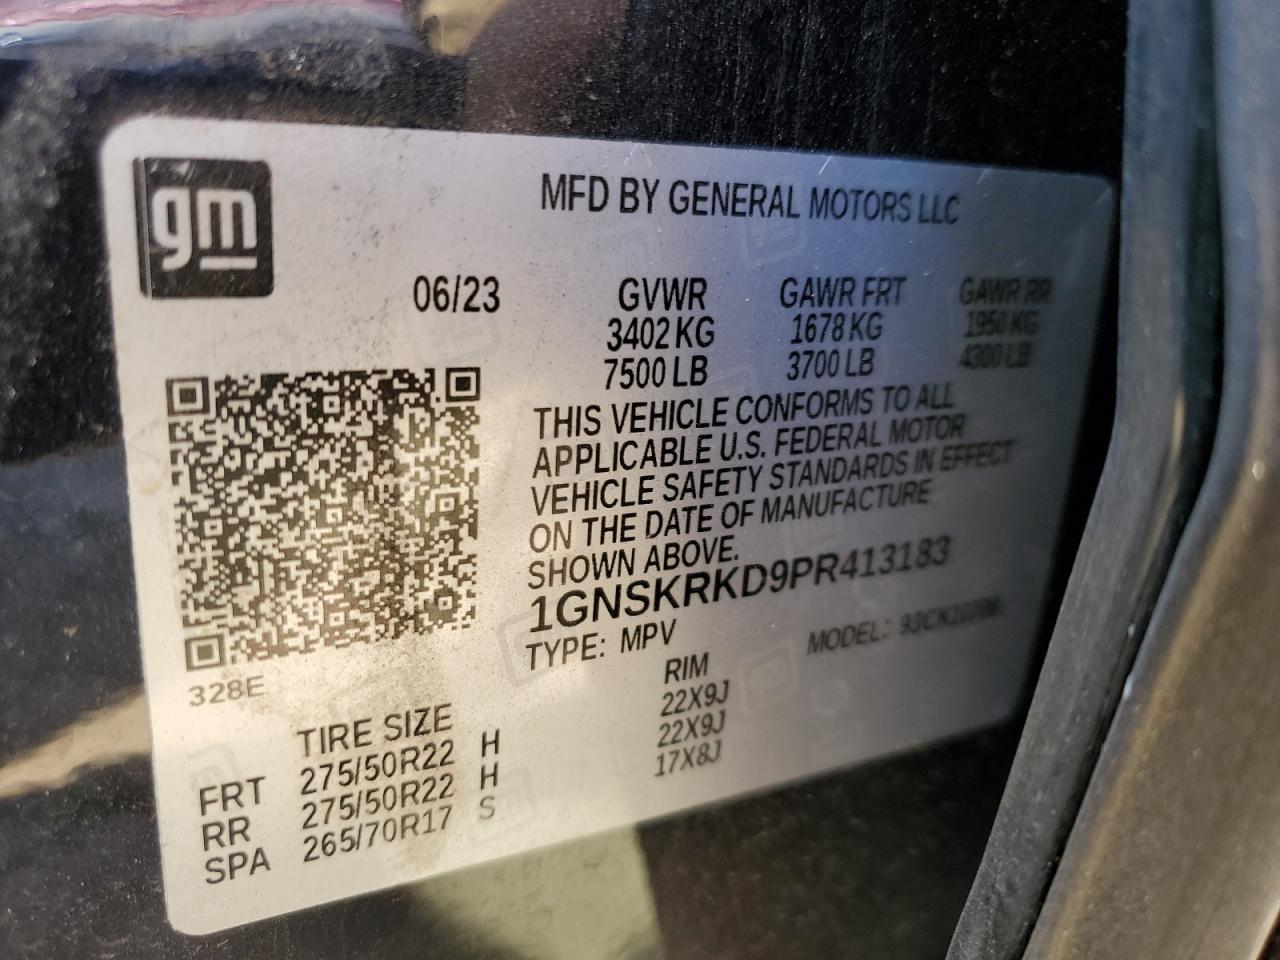 gm
MFD BY GENERAL MOTORS LLC
06/23 GVWR GAWR FRT GAWR RR
3402 KG 1678 KG 1950 KG
7500 LB 3700 LB 4300 LB
THIS VEHICLE CONFORMS TO ALL
APPLICABLE U.S. FEDERAL MOTOR
VEHICLE SAFETY STANDARDS IN EFFECT
ON THE DATE OF MANUFACTURE
SHOWN ABOVE.
1GNSKRKD9PR413183
TYPE: MPV MODEL:
328E
TIRE SIZE RIM
FRT 275/50R22 H 22X9J
RR 275/50R22 H 22X9J
SPA 265/70R17 S 17X8J